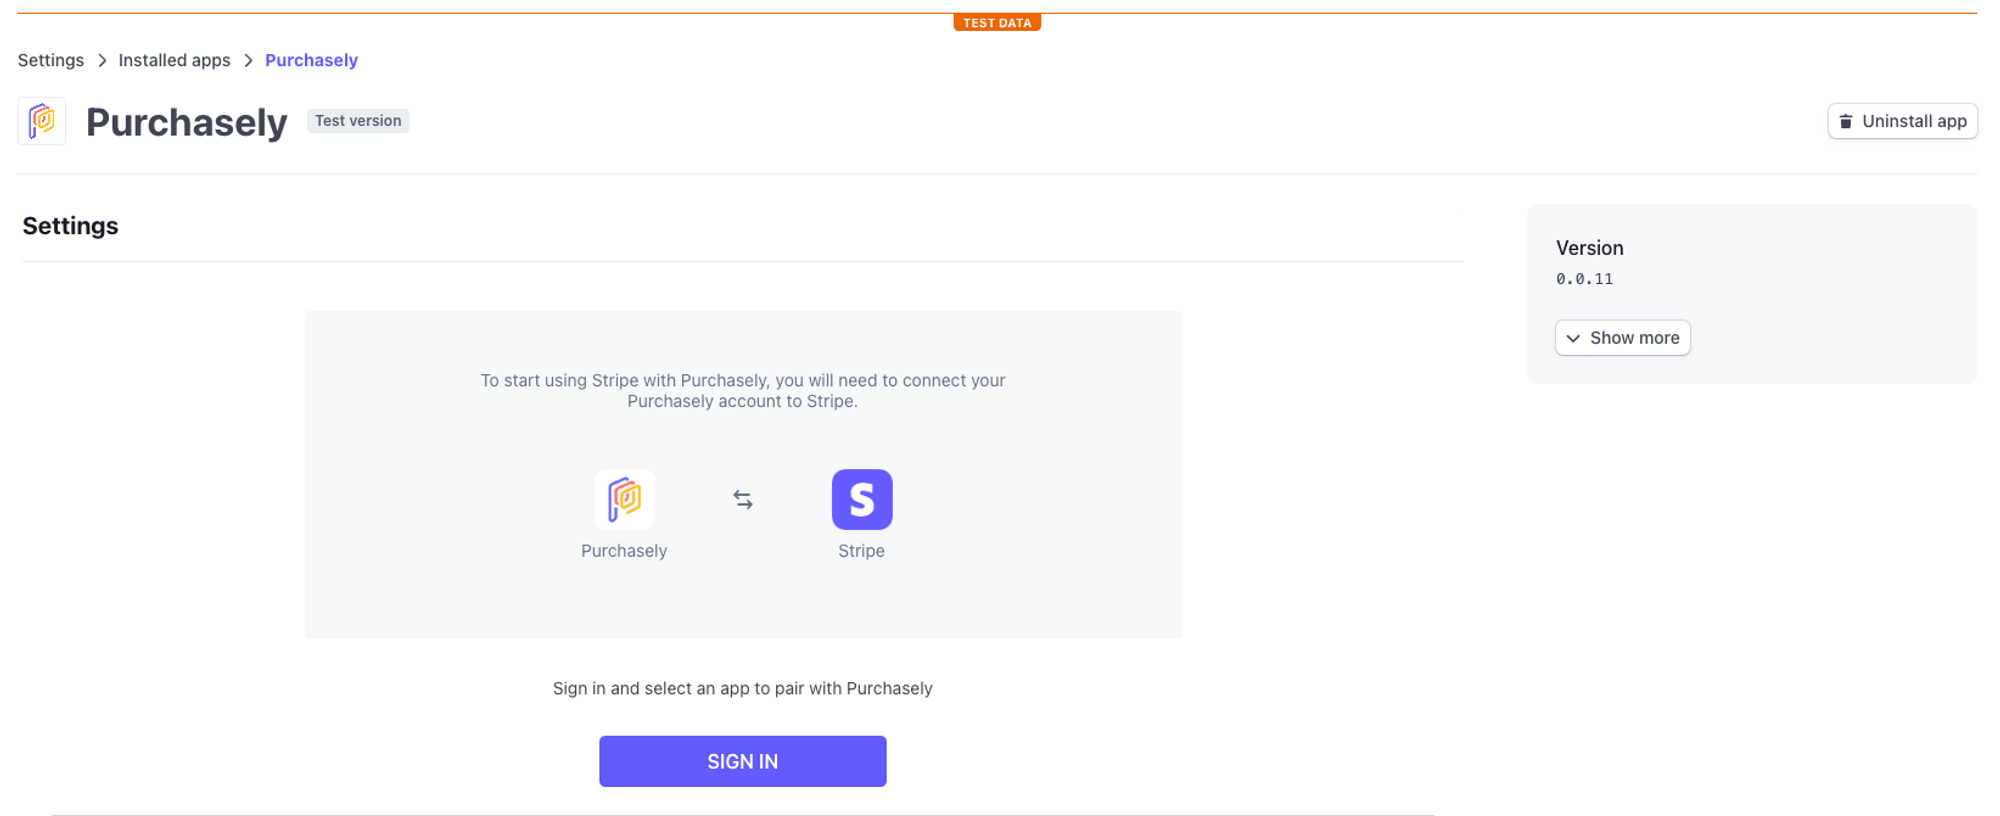 TEST DATA
Settings > Installed apps > Purchasely
Purchasely Test version
Uninstall app
Settings
Version
0.0.11
Show more
To start using Stripe with Purchasely, you will need to connect your
Purchasely account to Stripe.
S
Purchasely Stripe
Sign in and select an app to pair with Purchasely
SIGN IN